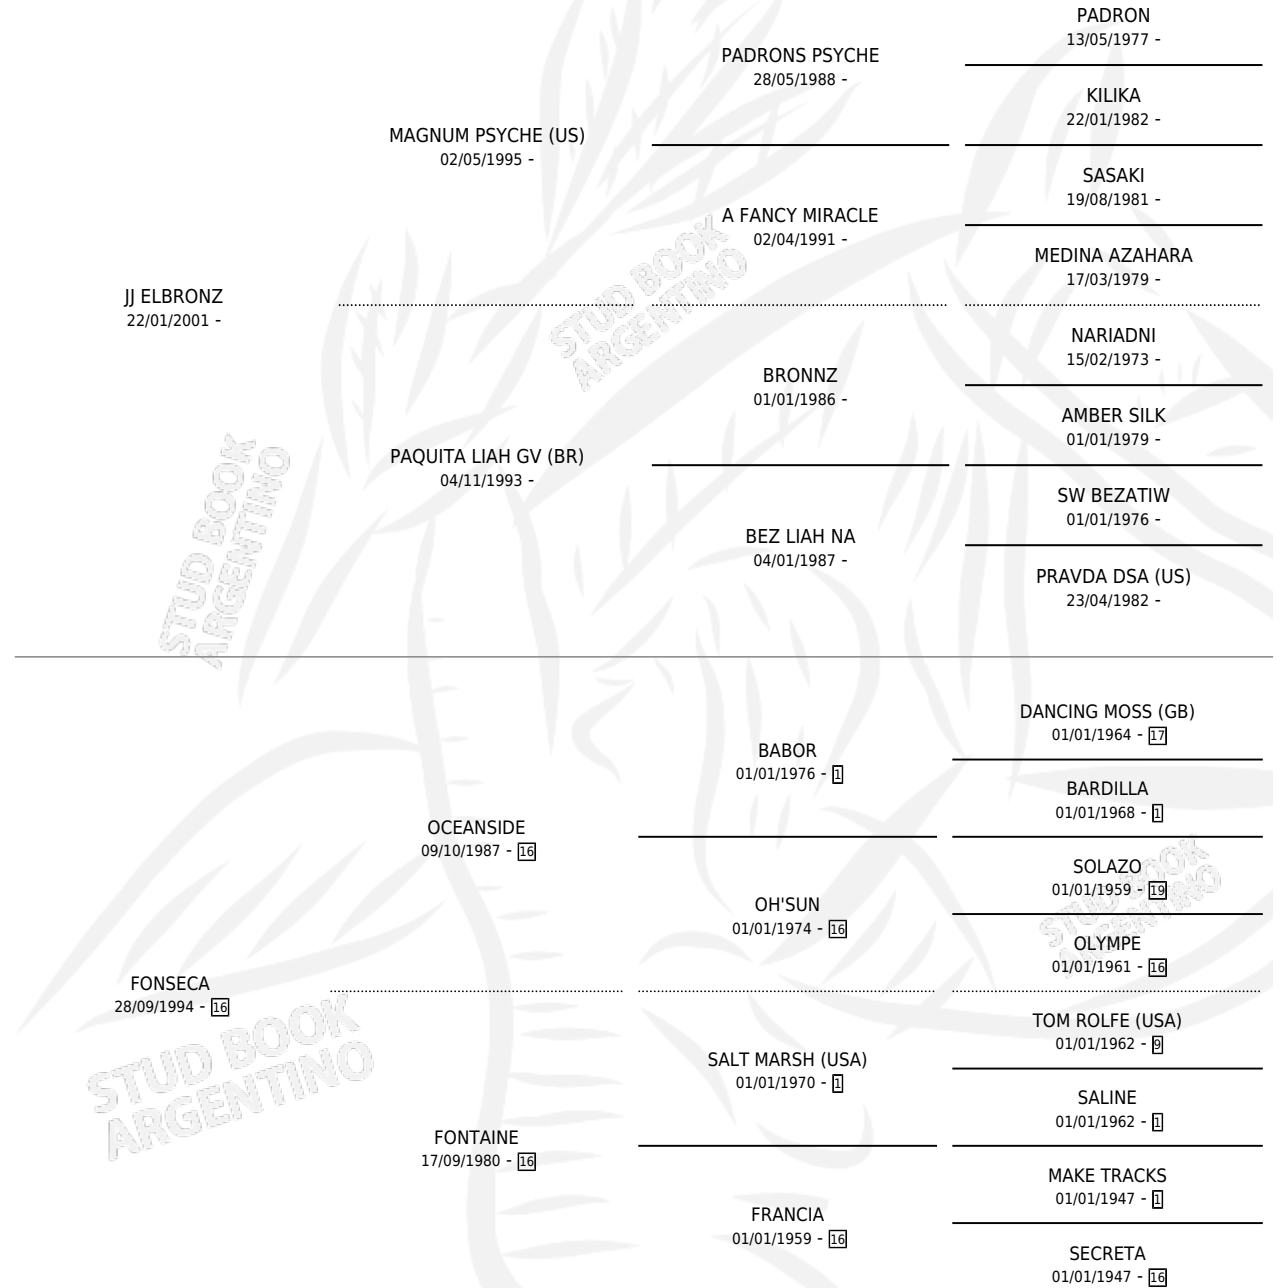 PADRON
13/05/1977 -
PADRONS PSYCHE
28/05/1988 -
KILIKA
22/01/1982 -
MAGNUM PSYCHE (US)
02/05/1995 -
SASAKI
19/08/1981 -
A FANCY MIRACLE
02/04/1991 -
MEDINA AZAHARA
17/03/1979 -
JJ ELBRONZ
22/01/2001 -
NARIADNI
15/02/1973 -
BRONNZ
01/01/1986 -
AMBER SILK
01/01/1979 -
PAQUITA LIAH GV (BR)
04/11/1993 -
SW BEZATIW
01/01/1976 -
BEZ LIAH NA
04/01/1987 -
PRAVDA DSA (US)
23/04/1982 -
STUD BOOK
ARGENTINO
STUD BOOK
ARGENTINO
DANCING MOSS (GB)
01/01/1964 - 17
BABOR
01/01/1976 - 1
BARDILLA
01/01/1968 - 1
OCEANSIDE
09/10/1987 - 16
SOLAZO
01/01/1959 - 19
OH'SUN
01/01/1974 - 16
OLYMPE
01/01/1961 - 16
FONSECA
28/09/1994 - 16
TOM ROLFE (USA)
01/01/1962 - 9
SALT MARSH (USA)
01/01/1970 - 1
SALINE
01/01/1962 - 1
FONTAINE
17/09/1980 - 16
MAKE TRACKS
01/01/1947 - 1
FRANCIA
01/01/1959 - 16
SECRETA
01/01/1947 - 16
STUD BOOK
ARGENTINO
STUD BOOK
ARGENTINO